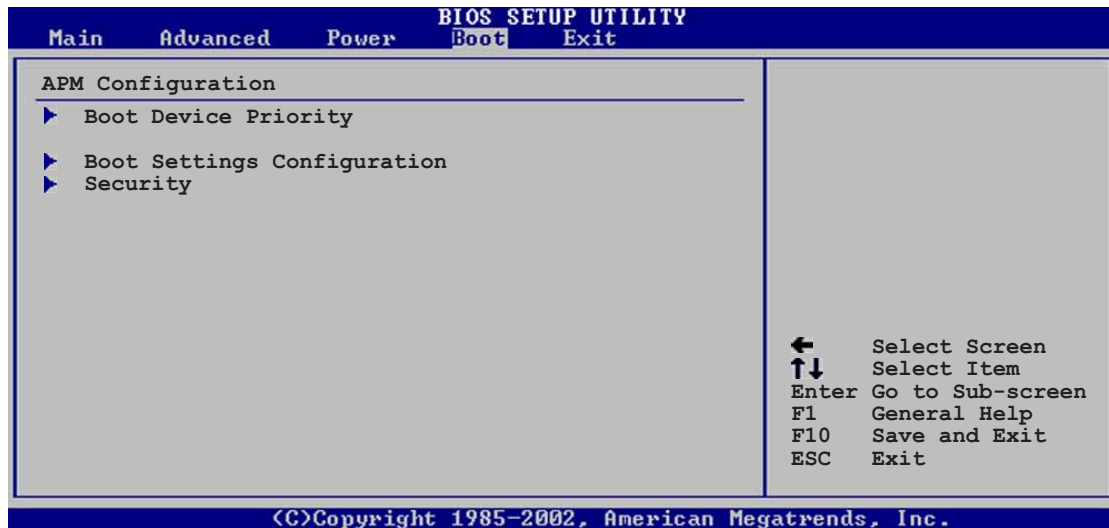 BIOS SETUP UTILITY
Main Advanced Power Boot Exit
APM Configuration
Boot Device Priority
Boot Settings Configuration
Security
← Select Screen
↑↓ Select Item
Enter Go to Sub-screen
F1 General Help
F10 Save and Exit
ESC Exit
(C)Copyright 1985-2002, American Megatrends, Inc.